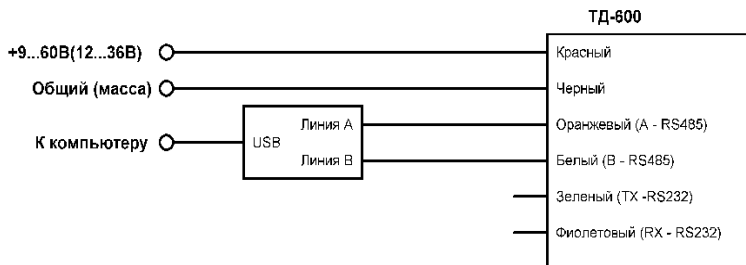 ТД-600
+9...60В(12...36В)
Красный
Общий (масса)
Черный
Линия А
Оранжевый (А - RS485)
К компьютеру
USB
Линия В
Белый (В - RS485)
Зеленый (TX -RS232)
Фиолетовый (RX - RS232)